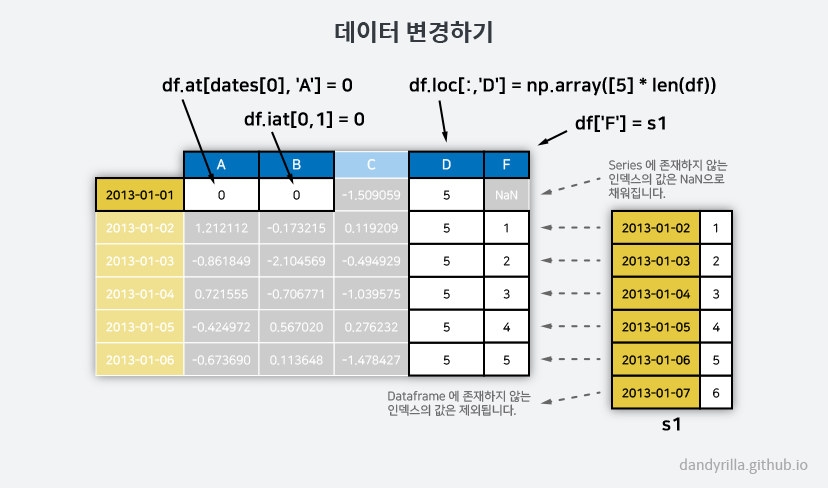 데이터 변경하기
df.at[dates[0], 'A'] = 0
df.loc[:,'D'] = np.array([5] * len(df))
df.iat[0,1] = 0
df['F'] = s1
A B C D F
2013-01-01 0 0 -1.509059 5 NaN
2013-01-02 1.212112 -0.173215 0.119209 5 1
2013-01-03 -0.861849 -2.104569 -0.494929 5 2
2013-01-04 0.721555 -0.706771 -1.039575 5 3
2013-01-05 -0.424972 0.567020 0.276232 5 4
2013-01-06 -0.673690 0.113648 -1.478427 5 5
Series 에 존재하지 않는
인덱스의 값은 NaN으로
채워집니다.
2013-01-02 1
2013-01-03 2
2013-01-04 3
2013-01-05 4
2013-01-06 5
2013-01-07 6
s1
Dataframe 에 존재하지 않는
인덱스의 값은 제외됩니다.
dandyrilla.github.io